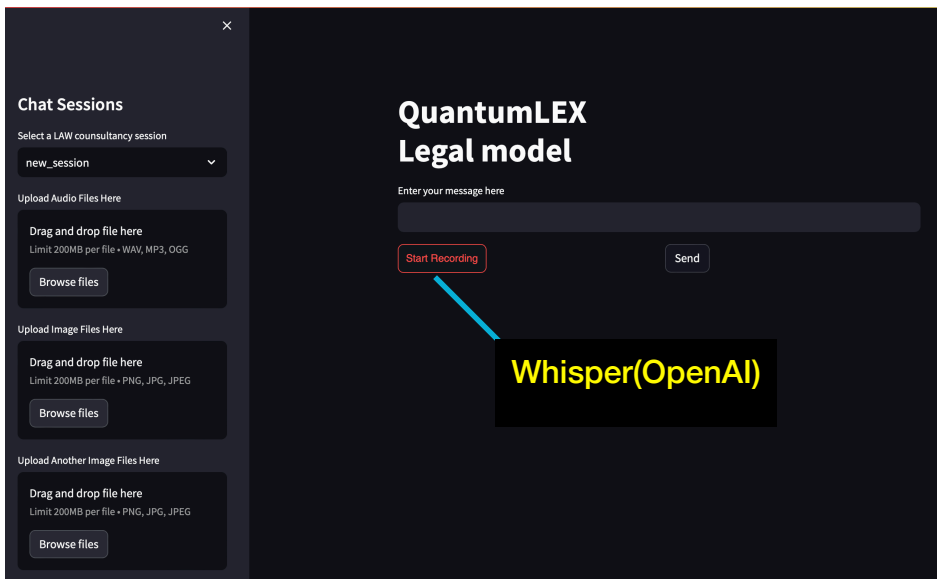 Chat Sessions
Select a LAW counsultancy session
new_session
Upload Audio Files Here
Drag and drop file here
Limit 200MB per file • WAV, MP3, OGG
Browse files
Upload Image Files Here
Drag and drop file here
Limit 200MB per file • PNG, JPG, JPEG
Browse files
Upload Another Image Files Here
Drag and drop file here
Limit 200MB per file • PNG, JPG, JPEG
Browse files
QuantumLEX
Legal model
Enter your message here
Start Recording
Send
Whisper(OpenAI)